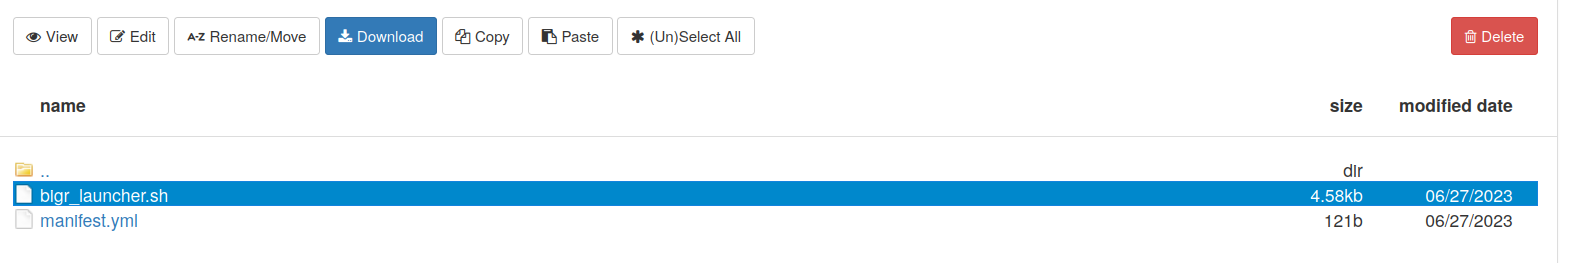 View Edit A-Z Rename/Move Download Copy Paste (Un)Select All Delete
name size modified date
.. dir
blgr_launcher.sh 4.58kb 06/27/2023
manifest.yml 121b 06/27/2023